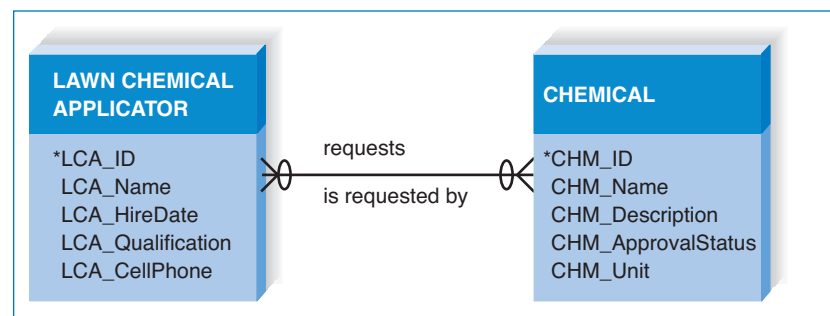 LAWN CHEMICAL
APPLICATOR
*LCA_ID
LCA_Name
LCA_HireDate
LCA_Qualification
LCA_CellPhone
requests
is requested by
CHEMICAL
*CHM_ID
CHM_Name
CHM_Description
CHM_ApprovalStatus
CHM_Unit